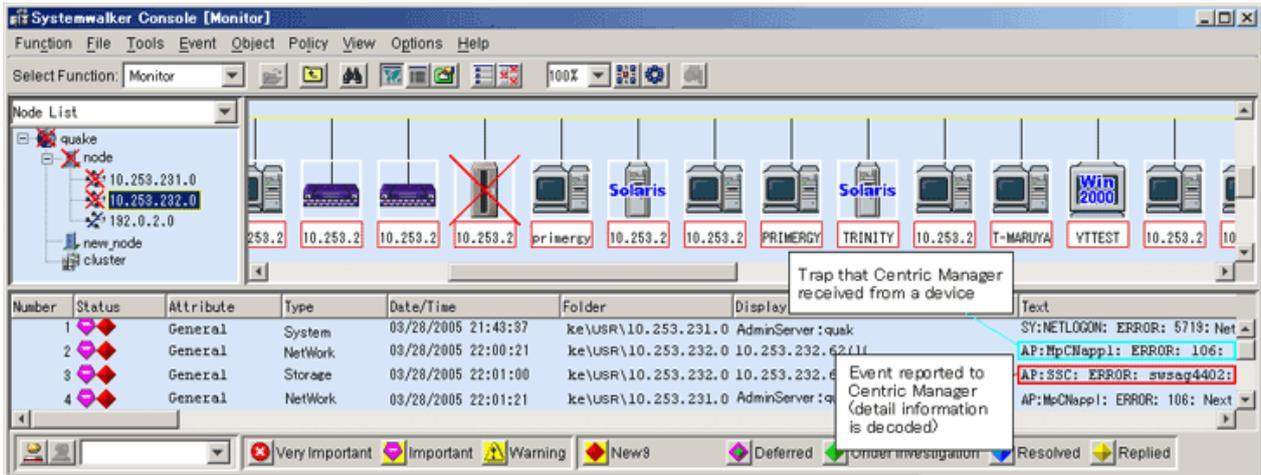 Systemwalker Console [Monitor]
Function File Tools Event Object Policy View Options Help
Select Function: Monitor 100%
Node List
quake
node
10.253.231.0
10.253.232.0
192.0.2.0
new_node
cluster
Solaris Solaris Win 2000
253.2 10.253.2 10.253.2 10.253.2 primergy 10.253.2 10.253.2 PRIMERGY TRINITY 10.253.2 T-MARUYA YTTEST 10.253.2 10
Trap that Centric Manager
received from a device
Number Status Attribute Type Date/Time Folder Display Text
1 General System 03/28/2005 21:43:37 ke\USR\10.253.231.0 AdminServer:quak SY:NETLOGON: ERROR: 5719: Net
2 General NetWork 03/28/2005 22:00:21 ke\USR\10.253.232.0 10.253.232.62(1( AP:MpCNappl: ERROR: 106:
3 General Storage 03/28/2005 22:01:00 ke\USR\10.253.232.0 10.253.232.6 AP:SSC: ERROR: swsag4402:
4 General NetWork 03/28/2005 22:01:21 ke\USR\10.253.231.0 AdminServer:qu AP:MpCNappl: ERROR: 106: Next
Event reported to
Centric Manager
(detail information
is decoded)
Very Important Important Warning New9 Deferred Under Investigation Resolved Replied